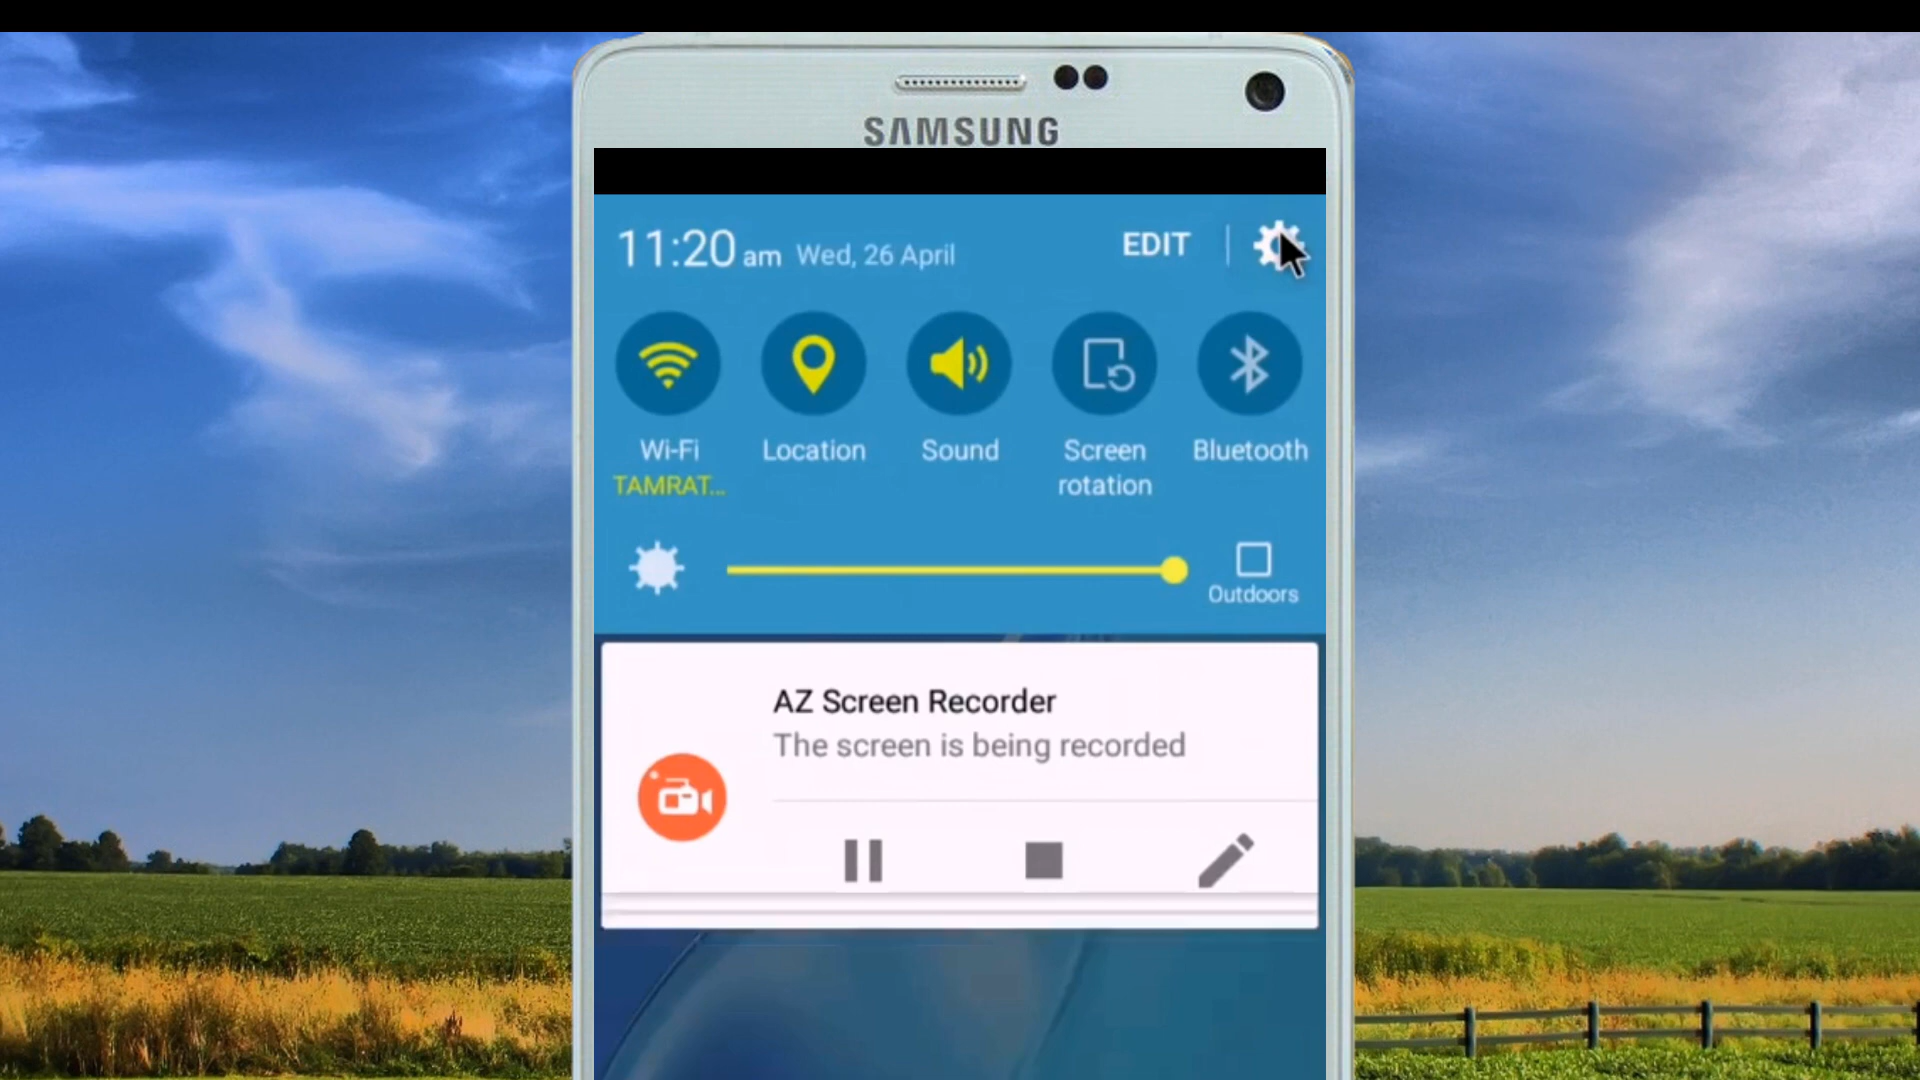 SAMSUNG
11:20 am Wed, 26 April EDIT
Wi-Fi Location Sound Screen rotation Bluetooth
TAMRAT...
Outdoors
AZ Screen Recorder
The screen is being recorded